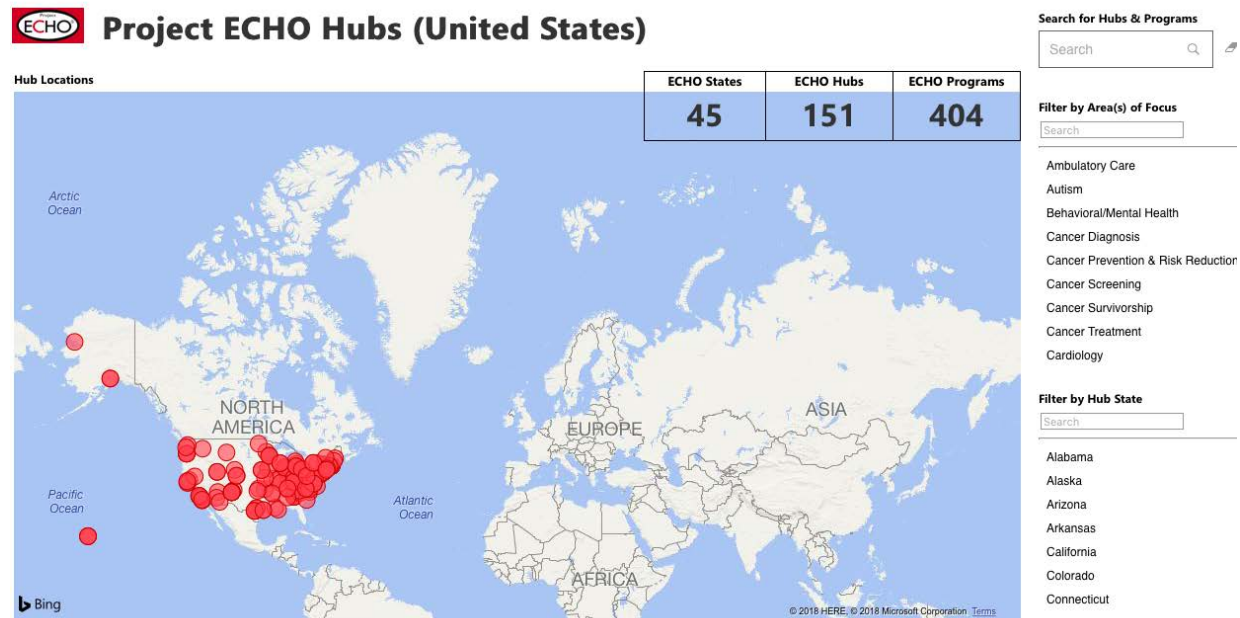 Project
ECHO
Project ECHO Hubs (United States)
Hub Locations
ECHO States
ECHO Hubs
ECHO Programs
45
151
404
Arctic
Ocean
NORTH
AMERICA
EUROPE
ASIA
Pacific
Ocean
Atlantic
Ocean
AFRICA
Bing
© 2018 HERE, © 2018 Microsoft Corporation Terms
Search for Hubs & Programs
Search
Filter by Area(s) of Focus
Search
Ambulatory Care
Autism
Behavioral/Mental Health
Cancer Diagnosis
Cancer Prevention & Risk Reduction
Cancer Screening
Cancer Survivorship
Cancer Treatment
Cardiology
Filter by Hub State
Search
Alabama
Alaska
Arizona
Arkansas
California
Colorado
Connecticut